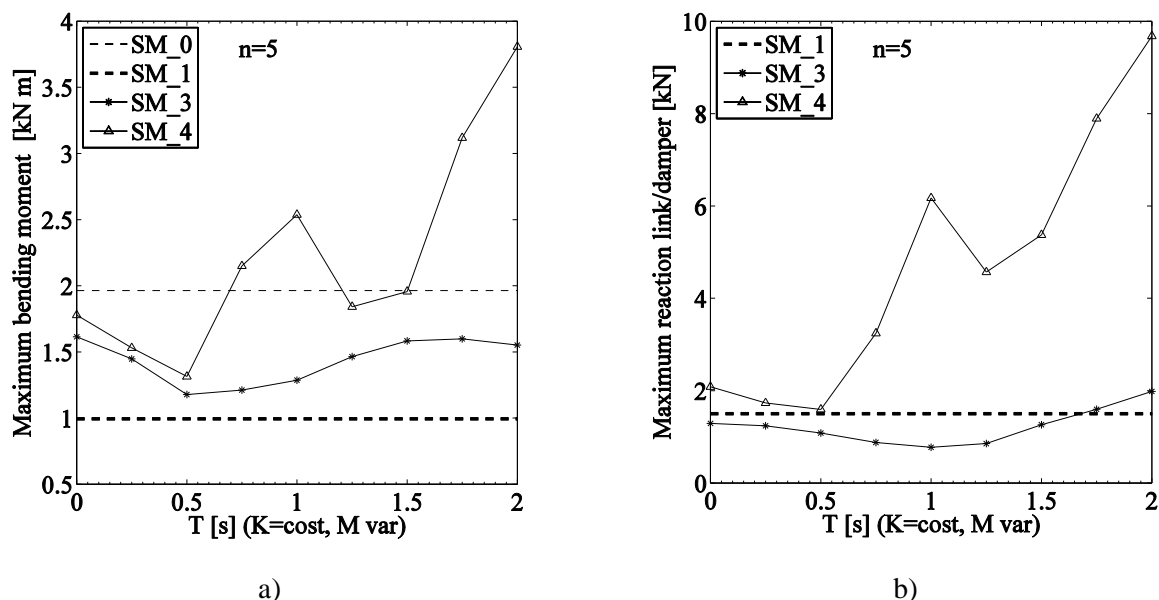 Maximum bending moment [kN m]
4
3.5
3
2.5
2
1.5
1
0.5
SM_0
SM_1
SM_3
SM_4
n=5
0 0.5 1 1.5 2
T [s] (K=cost, M var)
a)
Maximum reaction link/damper [kN]
10
8
6
4
2
0
SM_1
SM_3
SM_4
n=5
0 0.5 1 1.5 2
T [s] (K=cost, M var)
b)